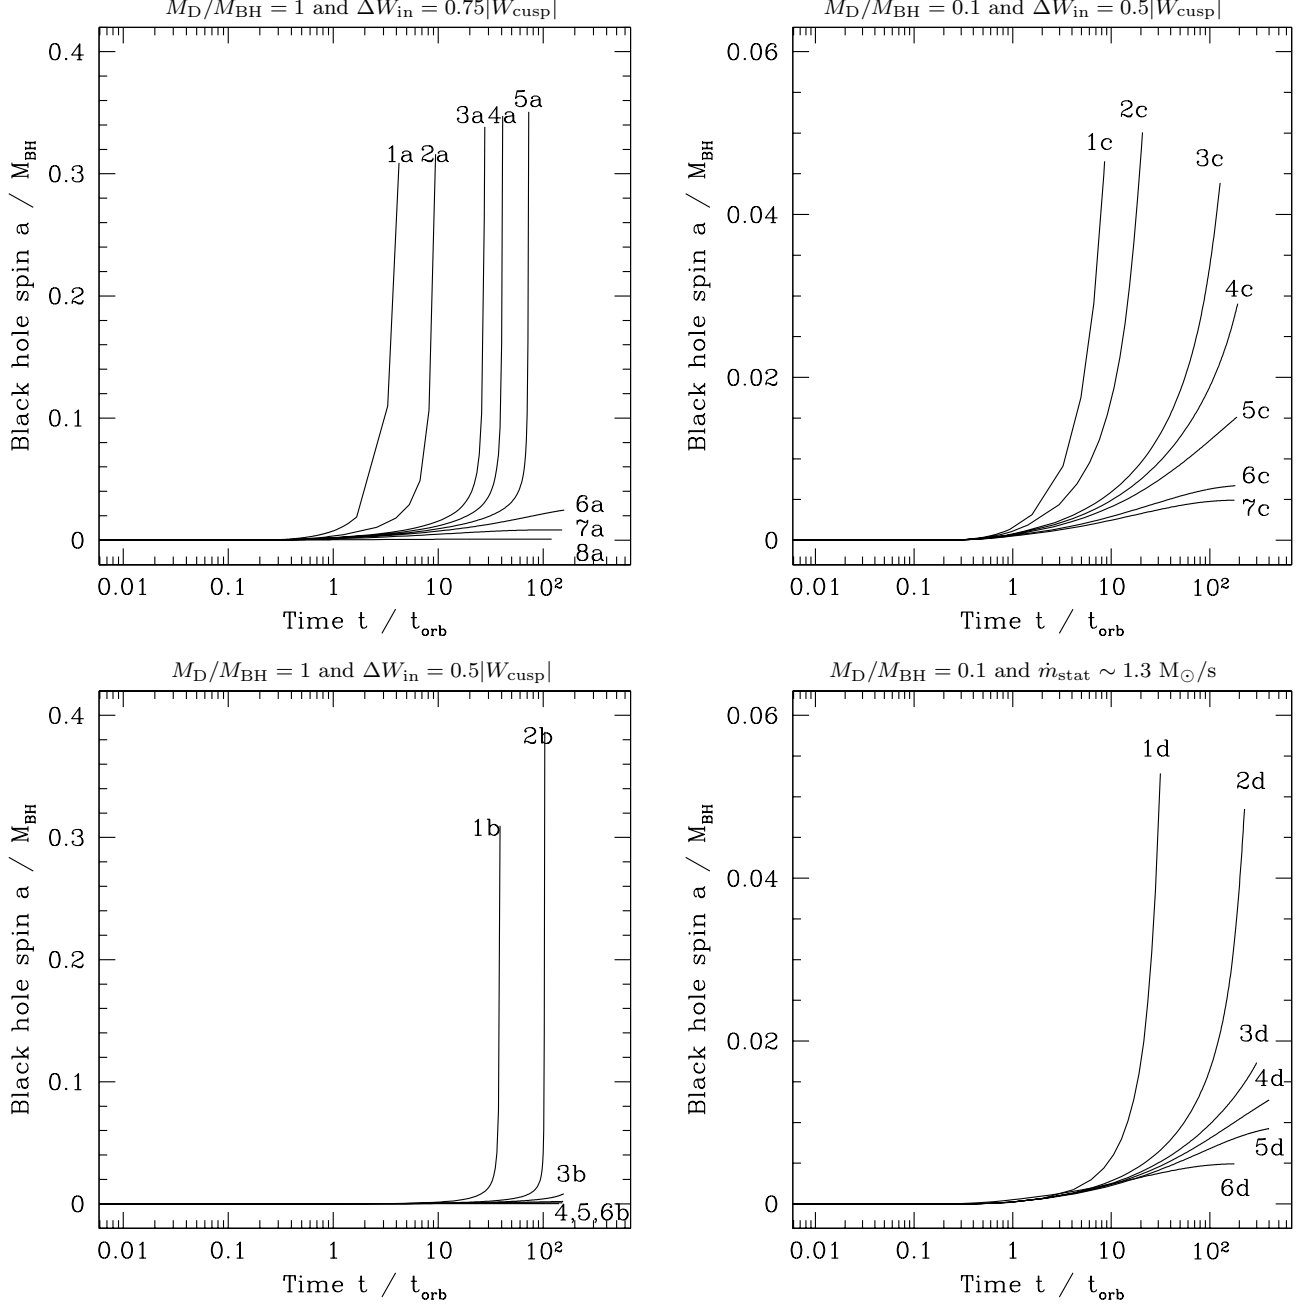 M_D/M_BH = 1 and ΔW_in = 0.75|W_cusp|
0.4
0.3
0.2
0.1
0
Black hole spin a / M_BH
1a 2a 3a 4a 5a
6a
7a
8a
0.01 0.1 1 10 10²
Time t / t_orb
M_D/M_BH = 0.1 and ΔW_in = 0.5|W_cusp|
0.06
0.04
0.02
0
Black hole spin a / M_BH
1c 2c 3c
4c
5c
6c
7c
0.01 0.1 1 10 10²
Time t / t_orb
M_D/M_BH = 1 and ΔW_in = 0.5|W_cusp|
0.4
0.3
0.2
0.1
0
Black hole spin a / M_BH
1b 2b
3b
4,5,6b
0.01 0.1 1 10 10²
Time t / t_orb
M_D/M_BH = 0.1 and ṁ_stat ∼ 1.3 M_⊙/s
0.06
0.04
0.02
0
Black hole spin a / M_BH
1d 2d
3d
4d
5d
6d
0.01 0.1 1 10 10²
Time t / t_orb